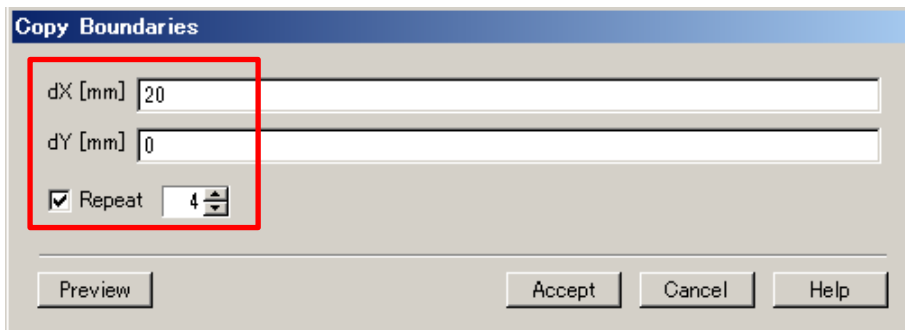 Copy Boundaries
dX [mm] 20
dY [mm] 0
Repeat 4
Preview Accept Cancel Help